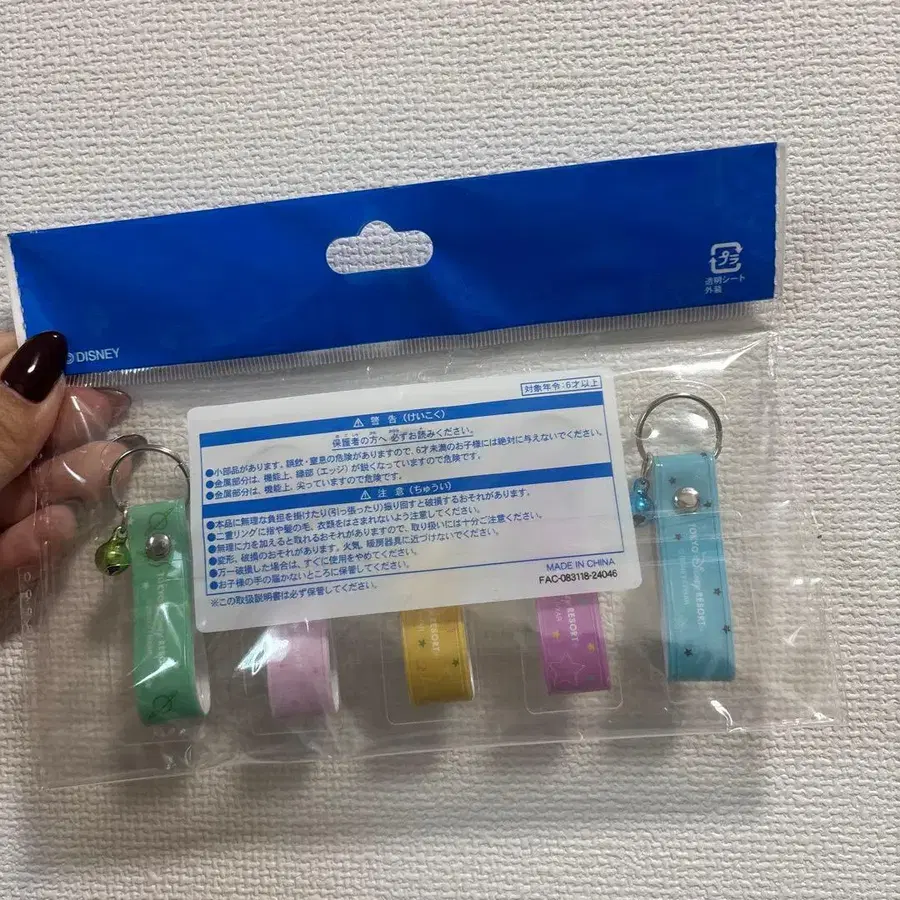 プラ
透明シート
外装
© DISNEY
対象年令:6才以上
⚠ 警告 (けいこく)
保護者の方へ 必ずお読みください。
●小部品があります。誤飲・窒息の危険がありますので、6才未満のお子様には絶対に与えないでください。
●金属部分は、機能上、縁部(エッジ)が鋭くなっていますので危険です。
●金属部分は、機能上、尖っていますので危険です。
⚠ 注意 (ちゅうい)
●本品に無理な負担を掛けたり(引っ張ったり)振り回すと破損するおそれがあります。
●二重リングに指や髪の毛、衣類をはさまれないよう注意してください。
●無理に力を加えると取れるおそれがありますので、取り扱いには十分ご注意ください。
●変形、破損のおそれがあります。火気、暖房器具に近づけないでください。
●万一破損した場合は、すぐに使用をやめてください。
●お子様の手の届かないところに保管してください。
※この取扱説明書は必ず保管してください。
MADE IN CHINA
FAC-083118-24046
RESORT
RESORT
TOKYO Disney RESORT